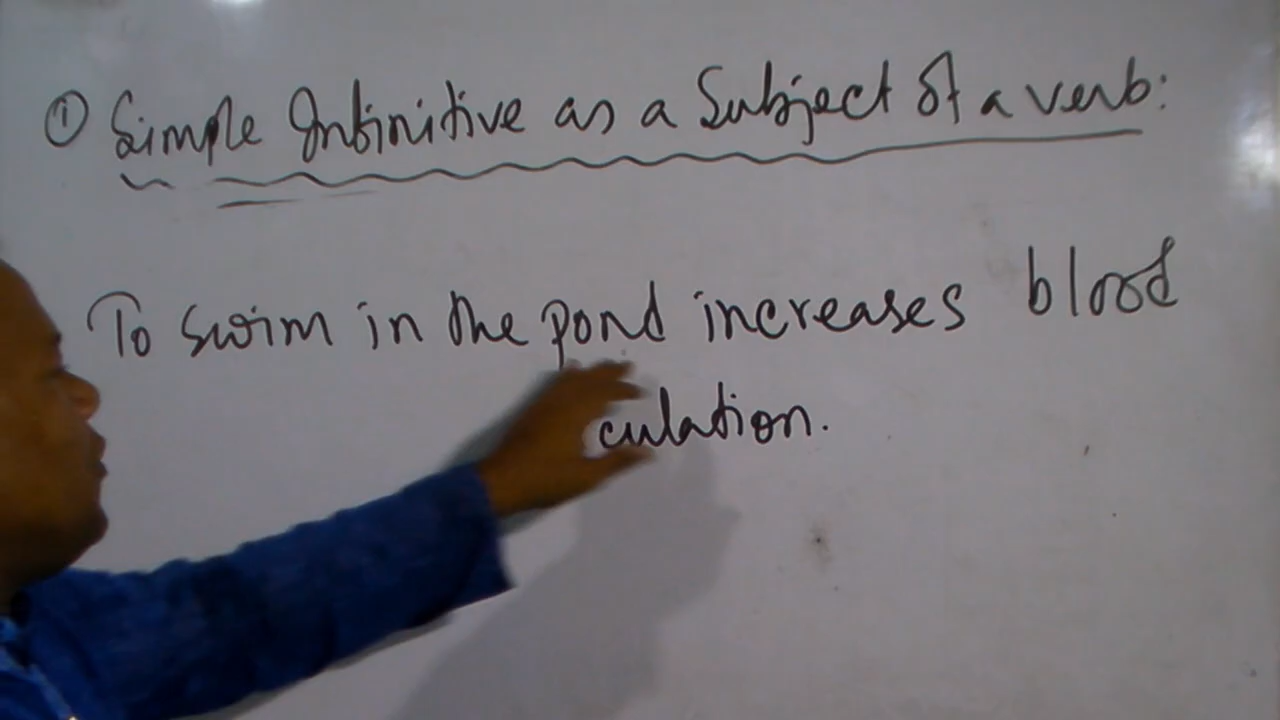 ① Simple Infinitive as a Subject of a verb:
To swim in the pond increases blood
culation.